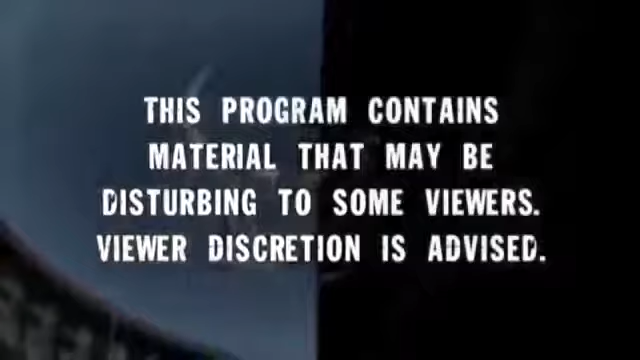 THIS PROGRAM CONTAINS
MATERIAL THAT MAY BE
DISTURBING TO SOME VIEWERS.
VIEWER DISCRETION IS ADVISED.